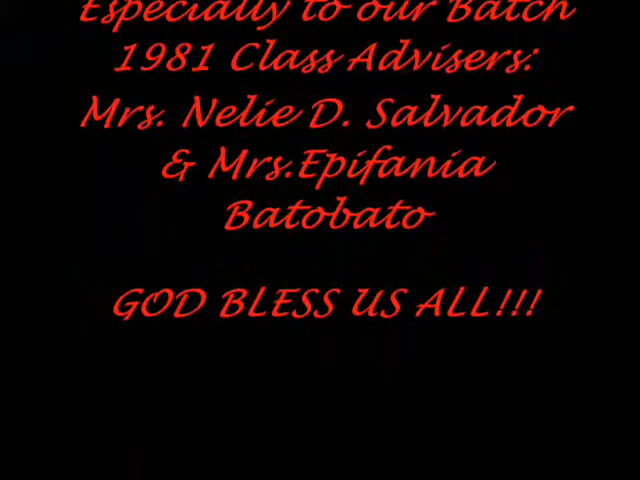 Especially to our Batch
1981 Class Advisers:
Mrs. Nelie D. Salvador
& Mrs.Epifania
Batobato
GOD BLESS US ALL!!!